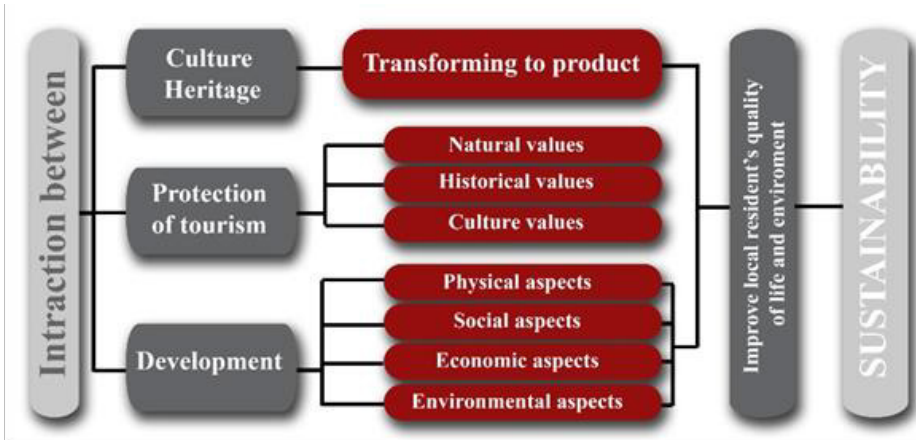 Intraction between
Culture
Heritage
Transforming to product
Protection
of tourism
Natural values
Historical values
Culture values
Development
Physical aspects
Social aspects
Economic aspects
Environmental aspects
Improve local resident's quality
of life and enviroment
SUSTAINABILITY